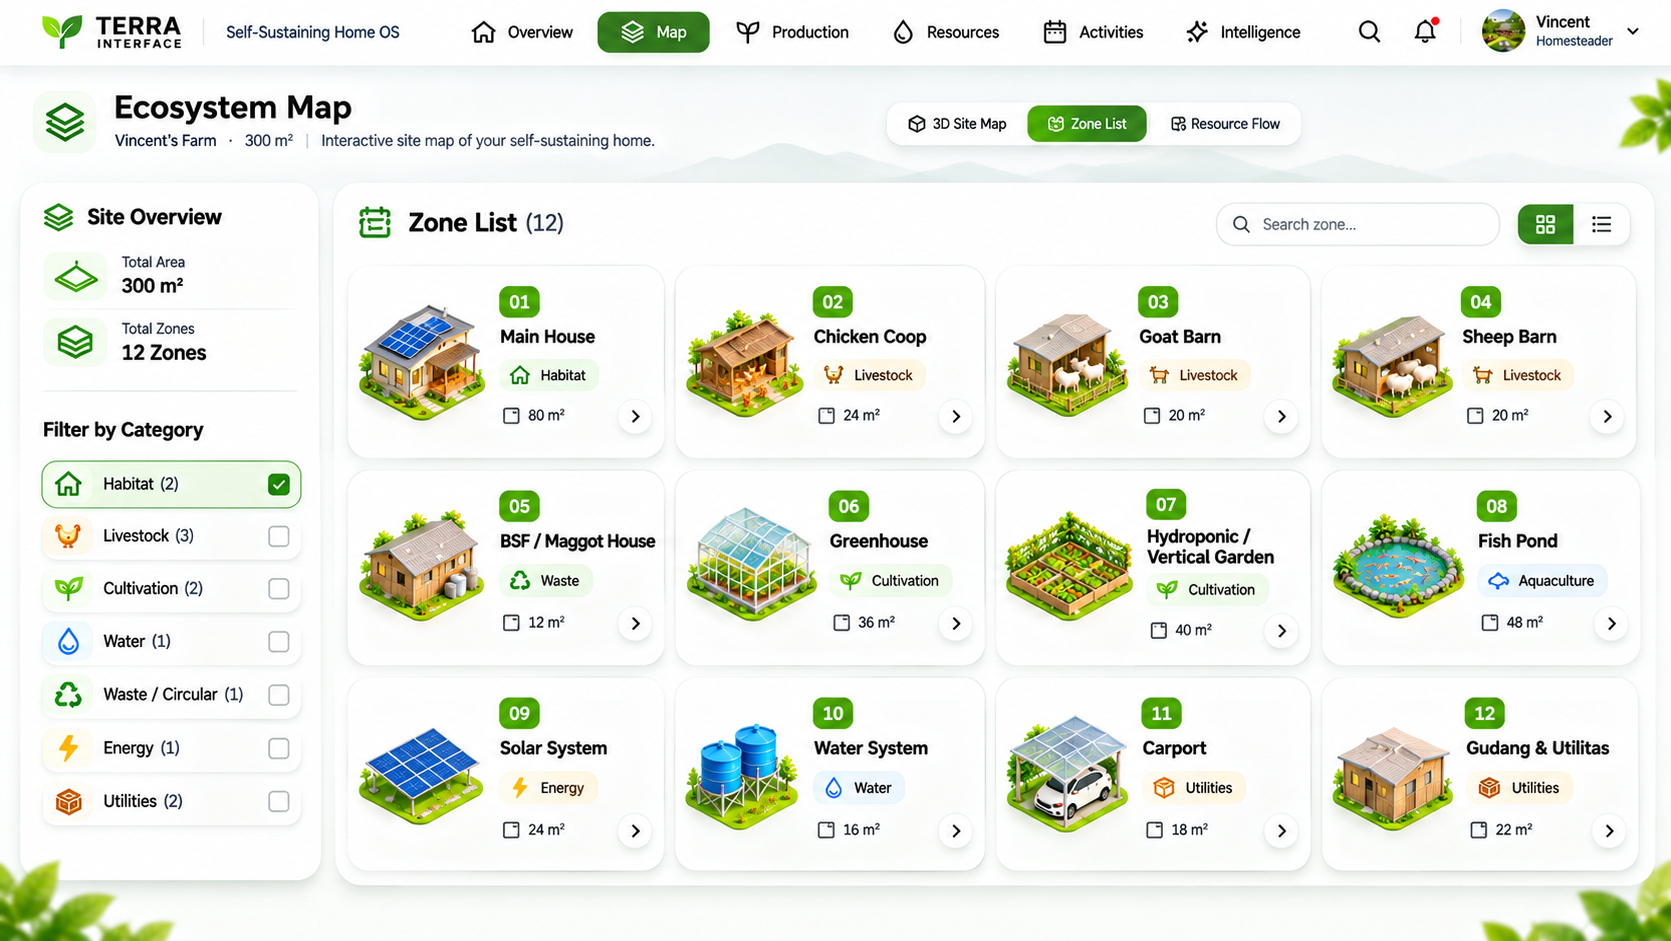 TERRA
INTERFACE
Self-Sustaining Home OS
Overview
Map
Production
Resources
Activities
Intelligence
Vincent
Homesteader
Ecosystem Map
Vincent's Farm · 300 m² | Interactive site map of your self-sustaining home.
3D Site Map
Zone List
Resource Flow
Site Overview
Total Area
300 m²
Total Zones
12 Zones
Filter by Category
Habitat (2)
Livestock (3)
Cultivation (2)
Water (1)
Waste / Circular (1)
Energy (1)
Utilities (2)
Zone List (12)
Search zone...
01
Main House
Habitat
80 m²
02
Chicken Coop
Livestock
24 m²
03
Goat Barn
Livestock
20 m²
04
Sheep Barn
Livestock
20 m²
05
BSF / Maggot House
Waste
12 m²
06
Greenhouse
Cultivation
36 m²
07
Hydroponic /
Vertical Garden
Cultivation
40 m²
08
Fish Pond
Aquaculture
48 m²
09
Solar System
Energy
24 m²
10
Water System
Water
16 m²
11
Carport
Utilities
18 m²
12
Gudang & Utilitas
Utilities
22 m²